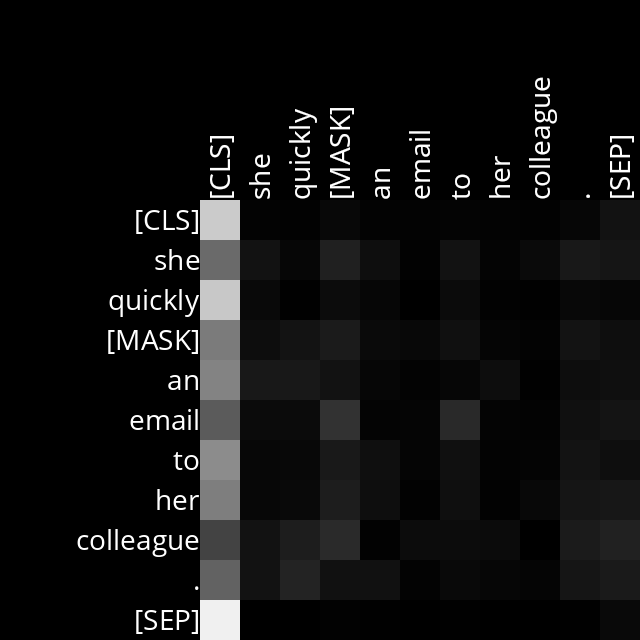 [CLS] she quickly [MASK] an email to her colleague . [SEP]
[CLS]
she
quickly
[MASK]
an
email
to
her
colleague
.
[SEP]